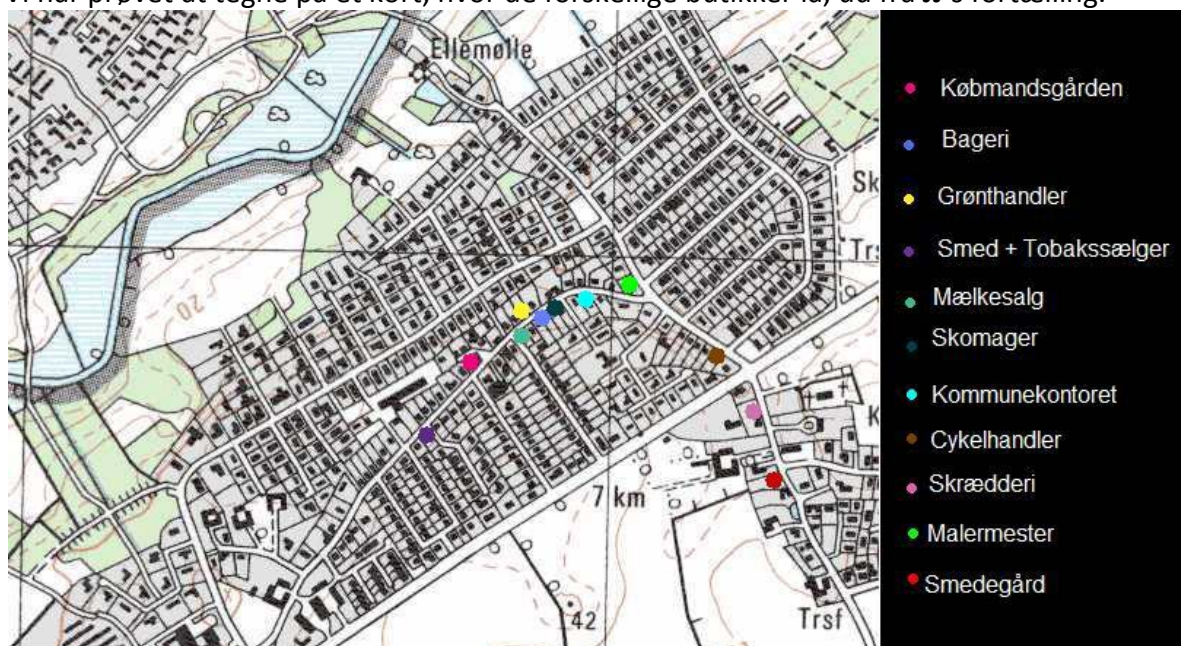 Ellemølle
Sk
Trs
20
7 km
K
42
Trsf
Købmandsgården
Bageri
Grønthandler
Smed + Tobakssælger
Mælkesalg
Skomager
Kommunekontoret
Cykelhandler
Skrædderi
Malermester
Smedegård